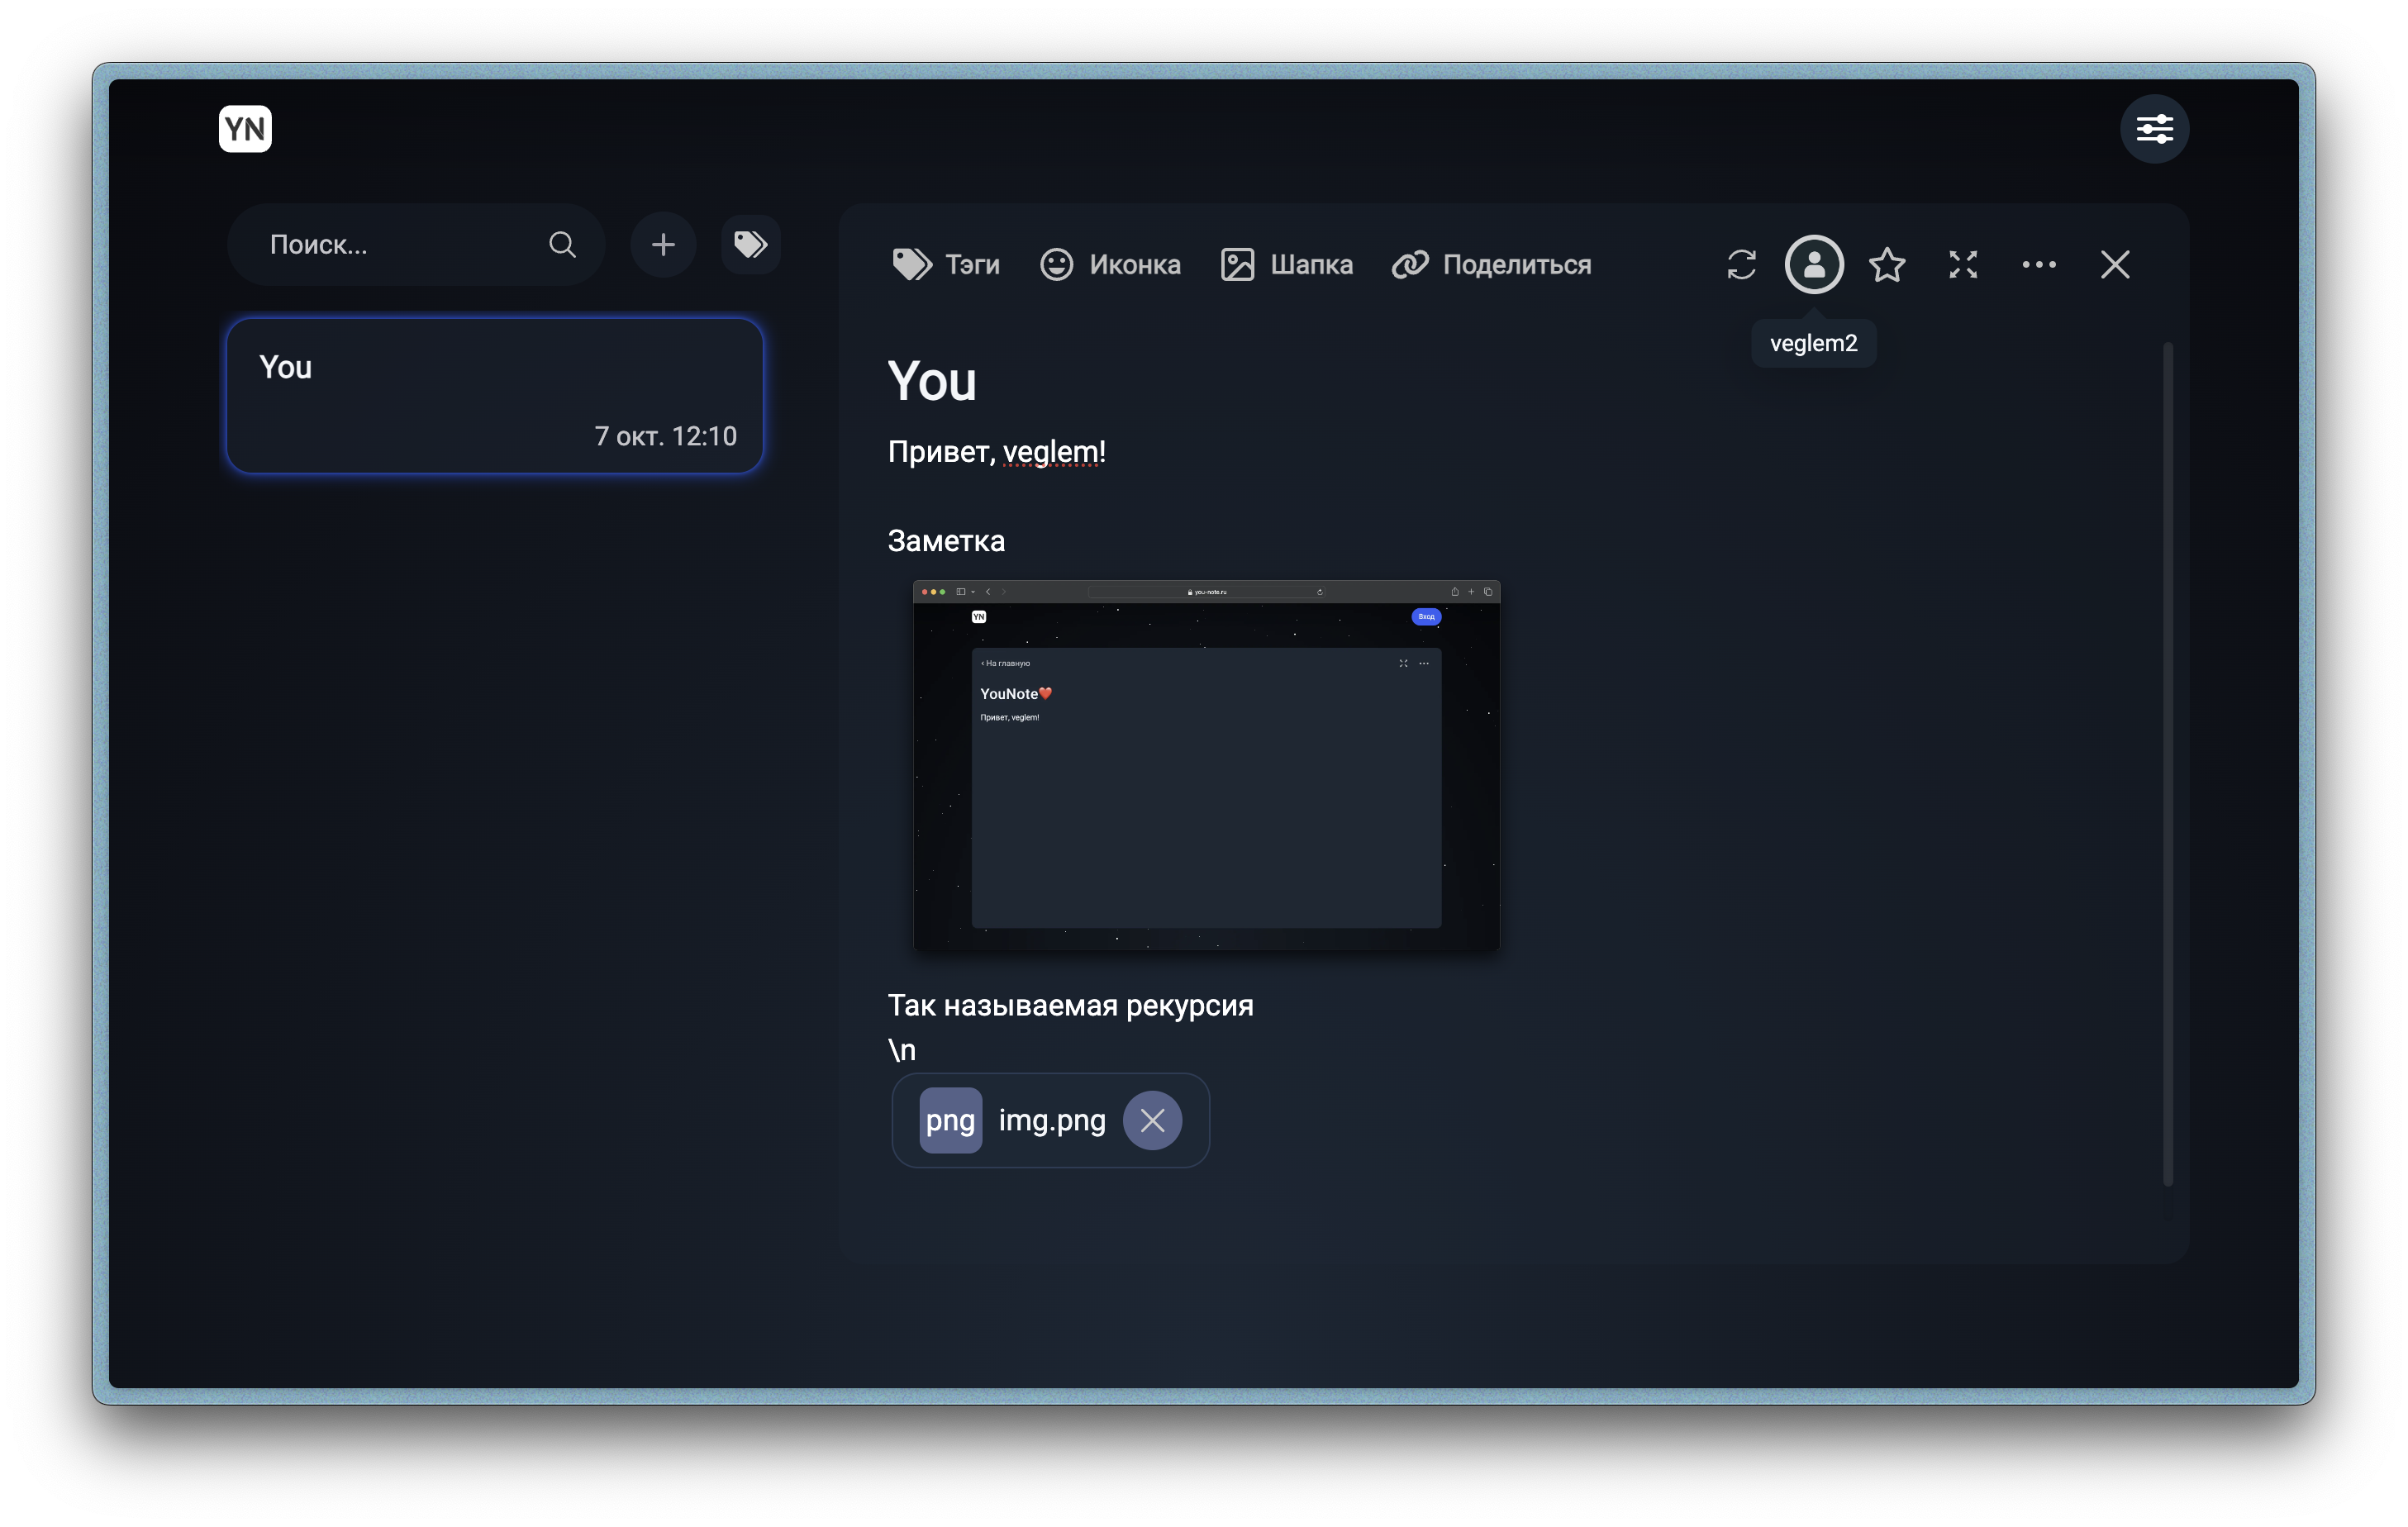 YN
Поиск...
You
7 окт. 12:10
Тэги Иконка Шапка Поделиться
veglem2
You
Привет, veglem!
Заметка
you-note.ru
YN
Вход
‹ На главную
YouNote❤️
Привет, veglem!
Так называемая рекурсия
\n
png img.png